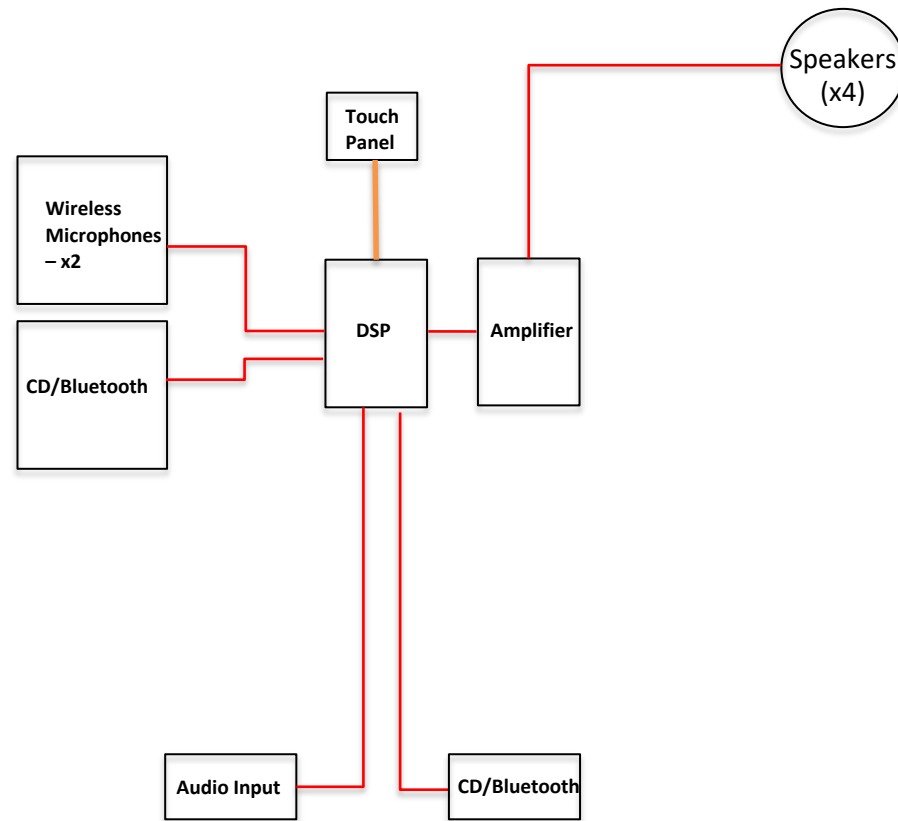 Speakers
(x4)
Touch
Panel
Wireless
Microphones
– x2
DSP
Amplifier
CD/Bluetooth
Audio Input
CD/Bluetooth